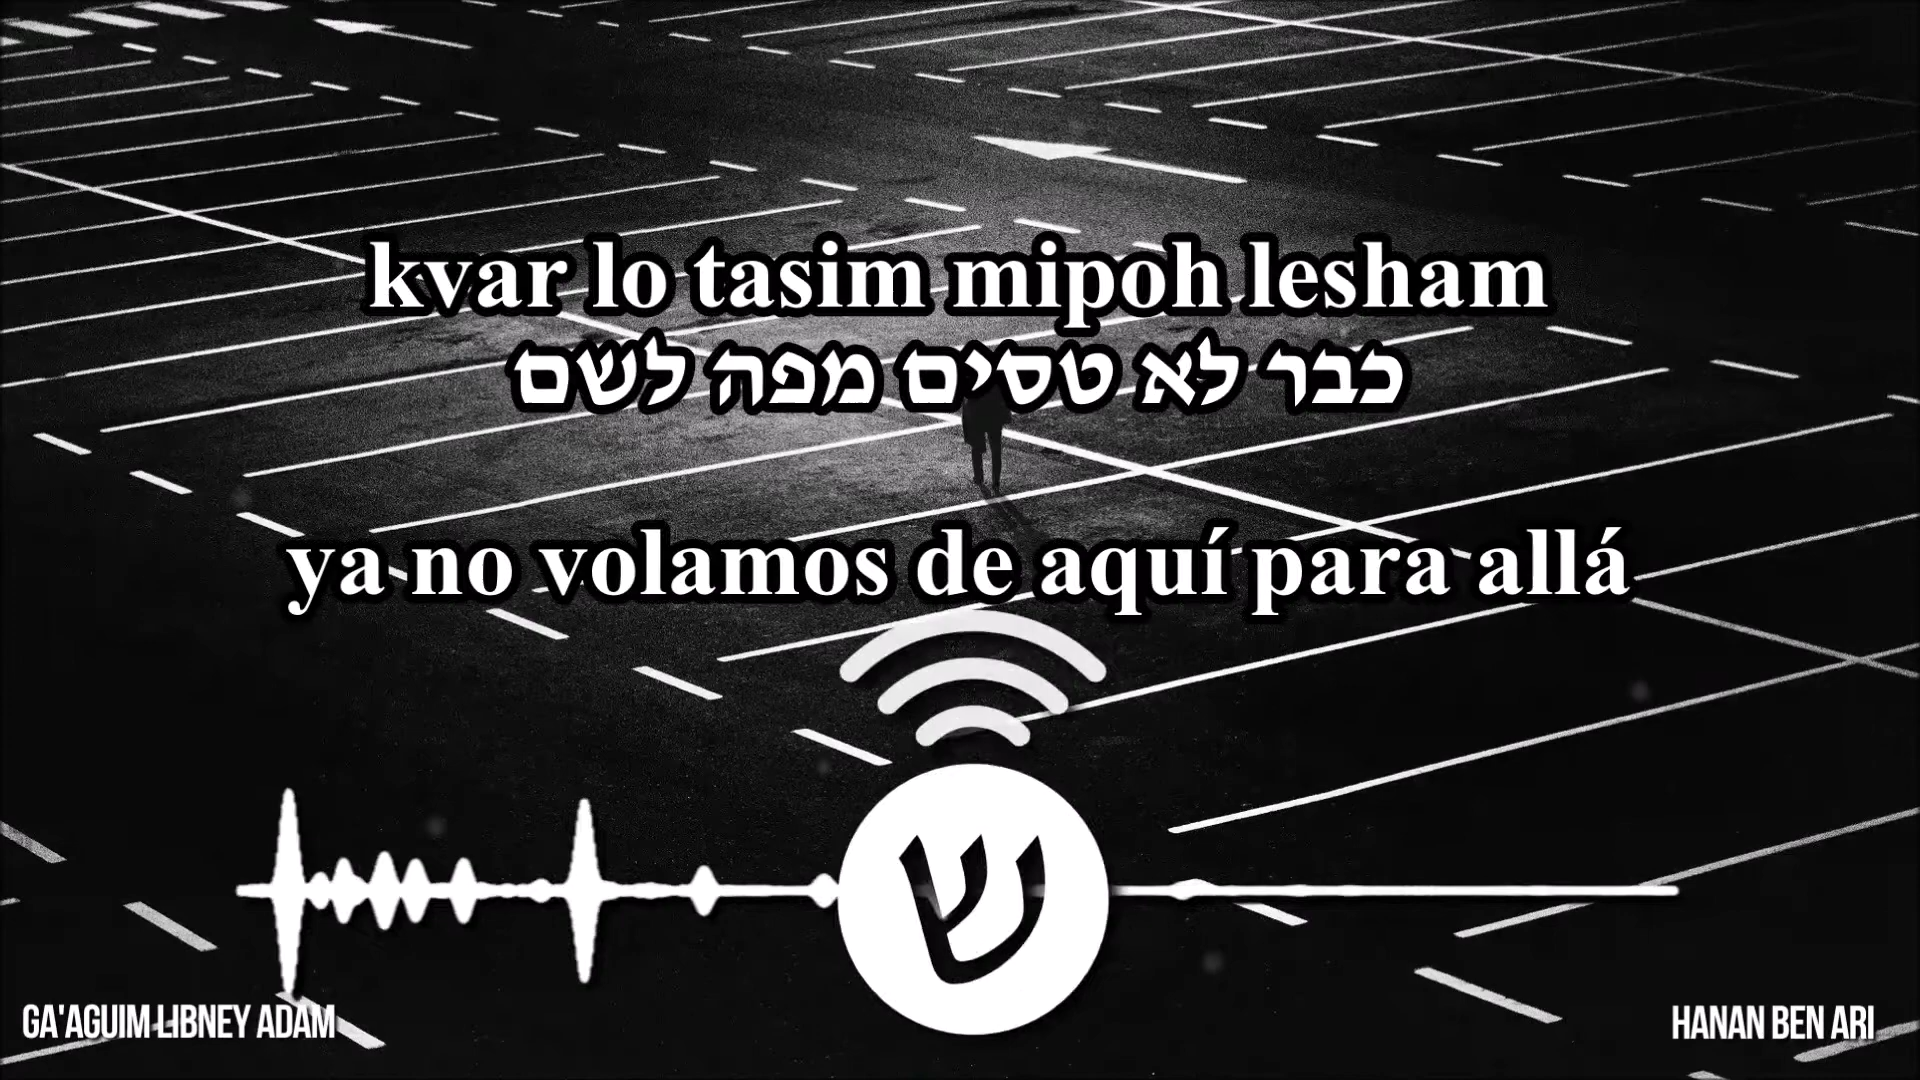 kvar lo tasim mipoh lesham
כבר לא טסים מפה לשם
ya no volamos de aquí para allá
ש
GA'AGUIM LIBNEY ADAM
HANAN BEN ARI